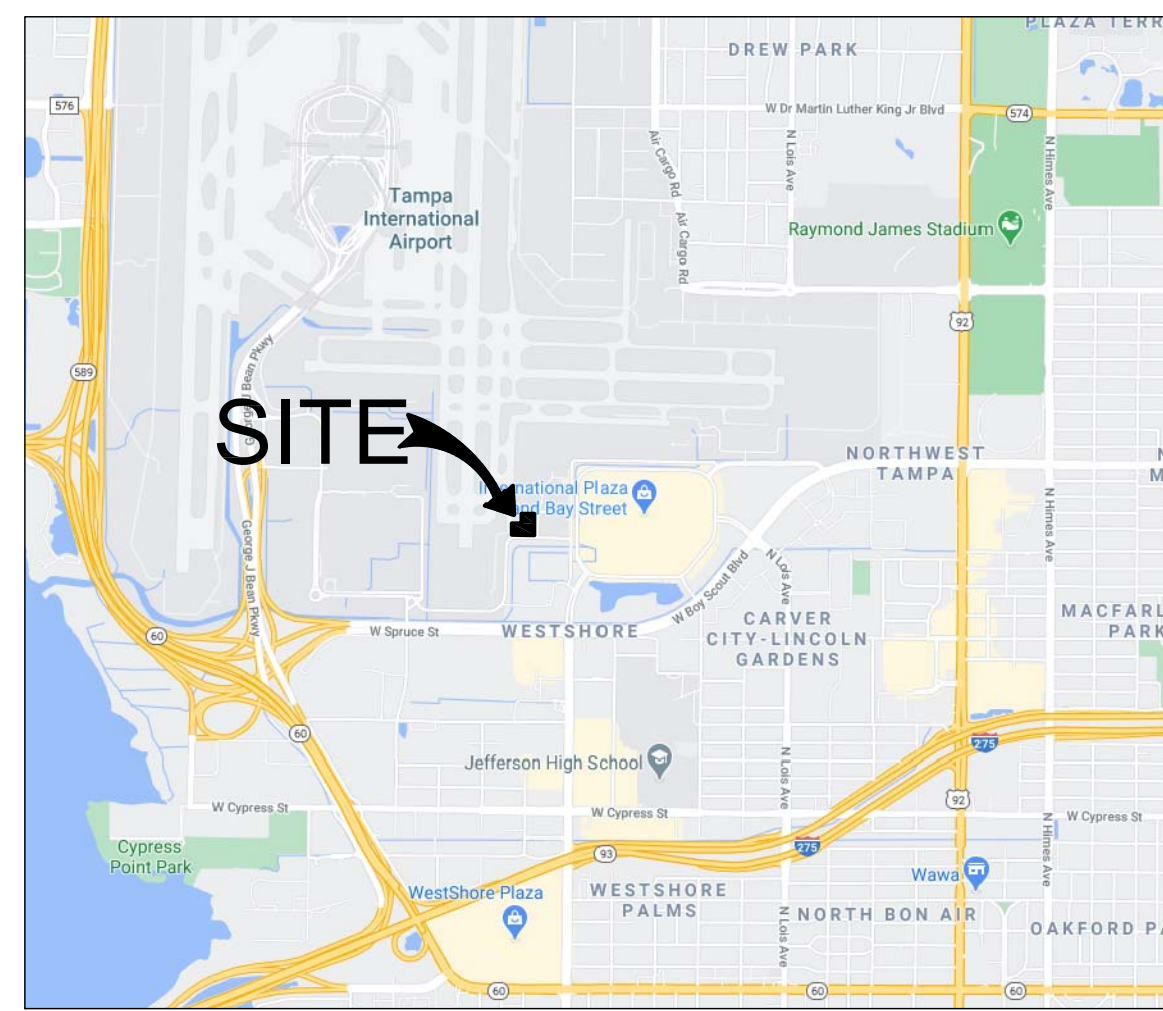 PLAZA TERR
DREW PARK
576
W Dr Martin Luther King Jr Blvd
574
Air Cargo Rd
N Lois Ave
N Himes Ave
Tampa
International
Airport
Air Cargo Rd
Raymond James Stadium
92
589
George J Bean Pkwy
SITE
NORTHWEST
TAMPA
N
M
International Plaza
and Bay Street
N Himes Ave
George J Bean Pkwy
N Lois Ave
W Boy Scout Blvd
60
W Spruce St
WESTSHORE
CARVER
CITY-LINCOLN
GARDENS
MACFARL
PARK
60
275
Jefferson High School
N Lois Ave
92
W Cypress St
W Cypress St
W Cypress St
N Himes Ave
Cypress
Point Park
93
275
Wawa
WestShore Plaza
WESTSHORE
PALMS
N Lois Ave
NORTH BON AIR
OAKFORD PA
60
60
60